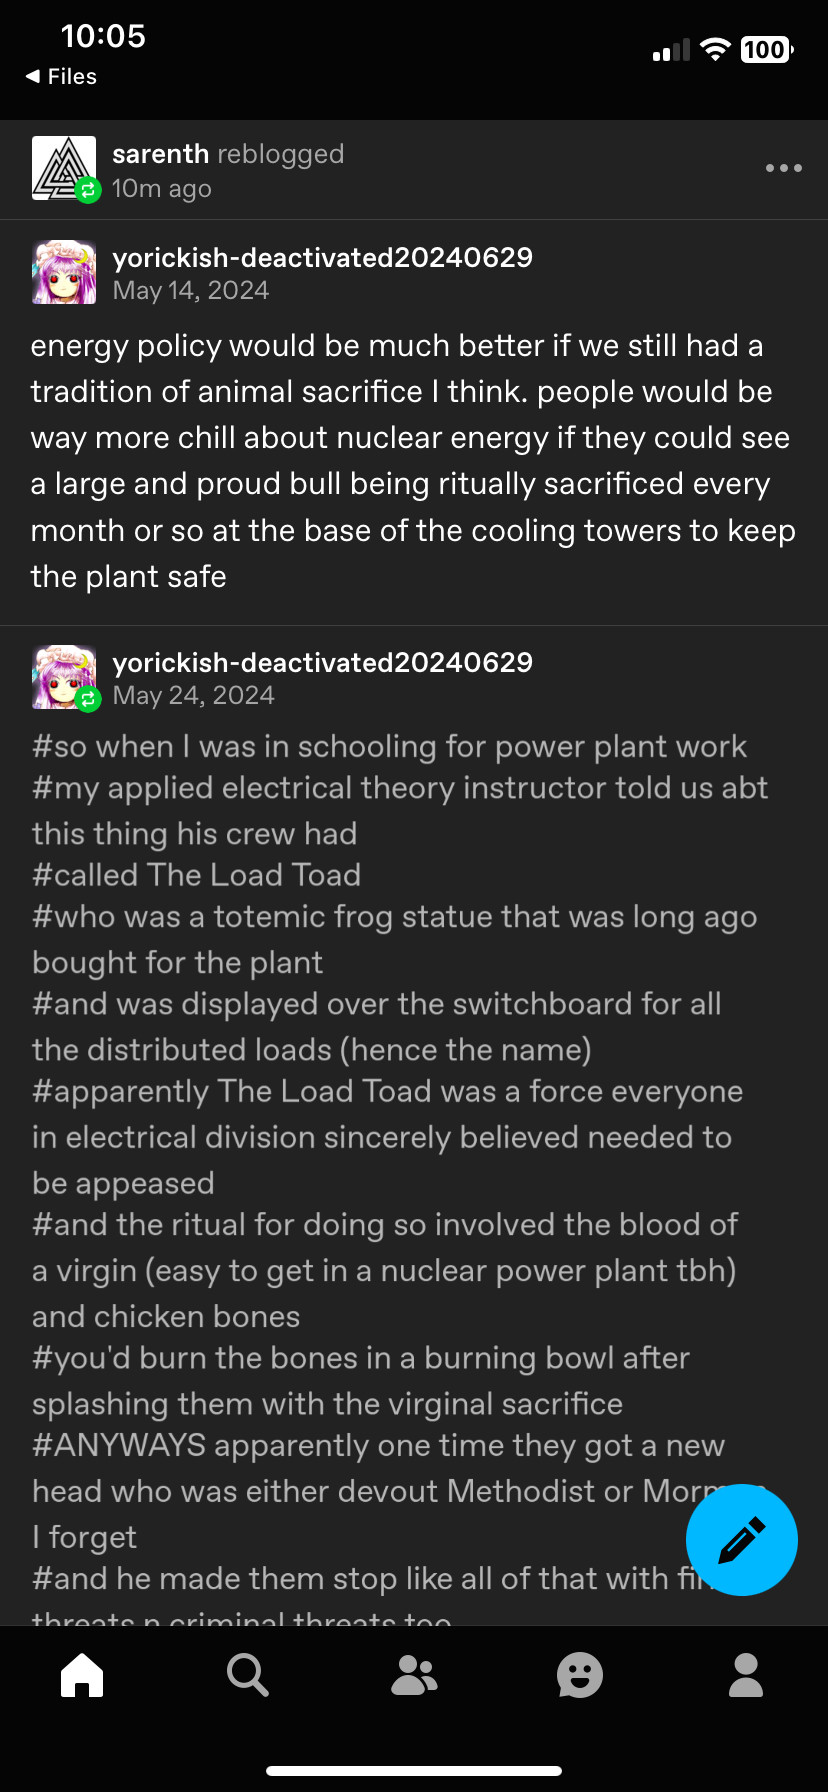 10:05
100
◀ Files
sarenth reblogged
10m ago
yorickish-deactivated20240629
May 14, 2024
energy policy would be much better if we still had a
tradition of animal sacrifice I think. people would be
way more chill about nuclear energy if they could see
a large and proud bull being ritually sacrificed every
month or so at the base of the cooling towers to keep
the plant safe
yorickish-deactivated20240629
May 24, 2024
#so when I was in schooling for power plant work
#my applied electrical theory instructor told us abt
this thing his crew had
#called The Load Toad
#who was a totemic frog statue that was long ago
bought for the plant
#and was displayed over the switchboard for all
the distributed loads (hence the name)
#apparently The Load Toad was a force everyone
in electrical division sincerely believed needed to
be appeased
#and the ritual for doing so involved the blood of
a virgin (easy to get in a nuclear power plant tbh)
and chicken bones
#you'd burn the bones in a burning bowl after
splashing them with the virginal sacrifice
#ANYWAYS apparently one time they got a new
head who was either devout Methodist or
I forget
#and he made them stop like all of that with
threats n criminal threats too